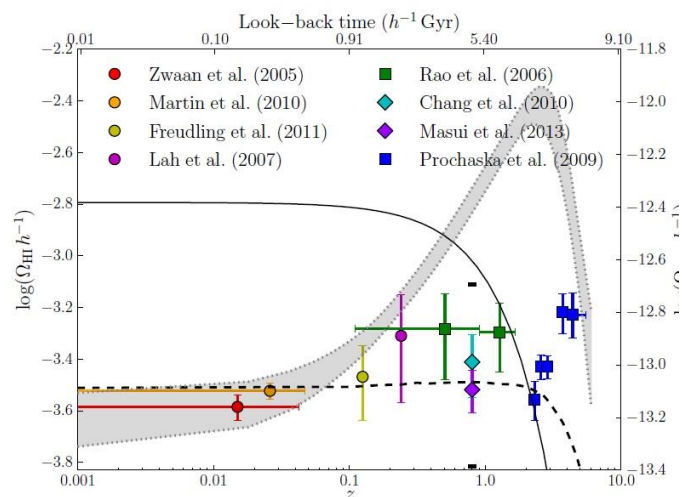 Look−back time (h⁻¹ Gyr)
0.01 0.10 0.91 5.40 9.10
−2.2 −11.8
Zwaan et al. (2005) Rao et al. (2006)
Martin et al. (2010) Chang et al. (2010)
Freudling et al. (2011) Masui et al. (2013)
Lah et al. (2007) Prochaska et al. (2009)
−2.4 −12.0
−2.6 −12.2
−2.8 −12.4
−3.0 −12.6
−3.2 −12.8
−3.4 −13.0
−3.6 −13.2
−3.8 −13.4
log(Ω_HI h⁻¹)
0.001 0.01 0.1 1.0 10.0
z